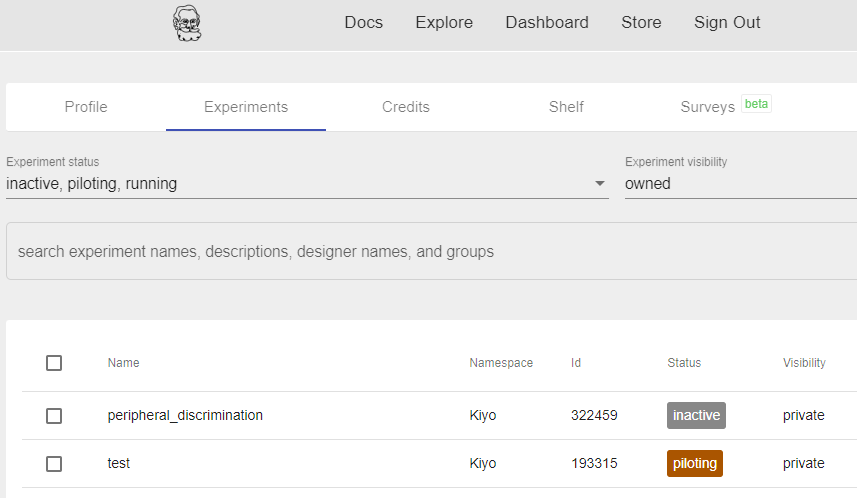 Docs Explore Dashboard Store Sign Out
Profile Experiments Credits Shelf Surveys beta
Experiment status Experiment visibility
inactive, piloting, running owned
search experiment names, descriptions, designer names, and groups
Name Namespace Id Status Visibility
peripheral_discrimination Kiyo 322459 inactive private
test Kiyo 193315 piloting private